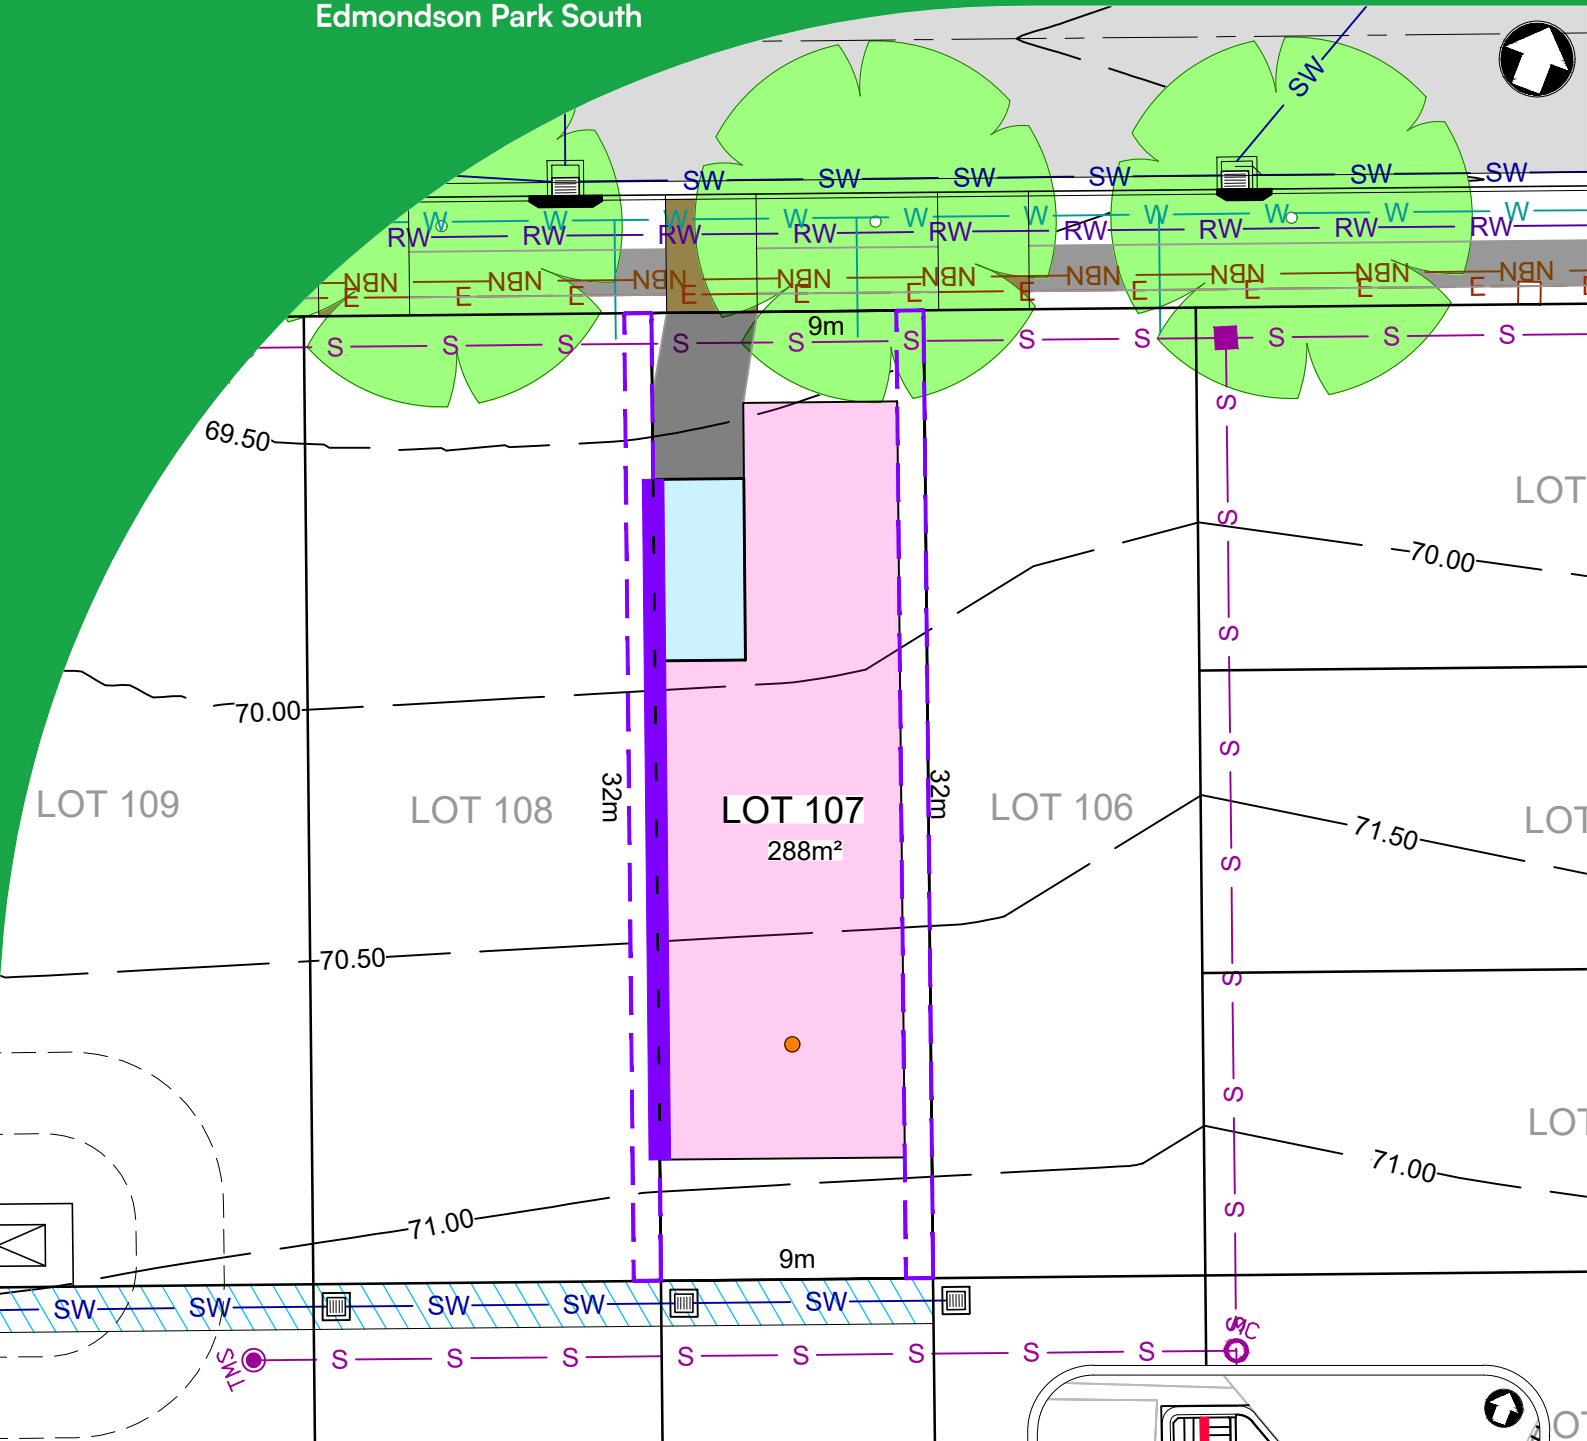 Edmondson Park South
SW
SW SW SW SW SW SW
W W W W W W W W W
RW RW RW RW RW RW RW RW RW
NBN NBN NBN NBN NBN NBN NBN NBN NBN
E E E E E E E E E E E
9m
S S S S S S S S S S S
S
69.50
LOT
S
70.00
S
70.00
S
32m
32m
LOT 109
LOT 108
LOT 107
LOT 106
LOT
288m²
71.50
S
70.50
S
S
LOT
71.00
71.00
S
9m
SW SW SW SW SW
S
MC
TMS
S S S S S S S S